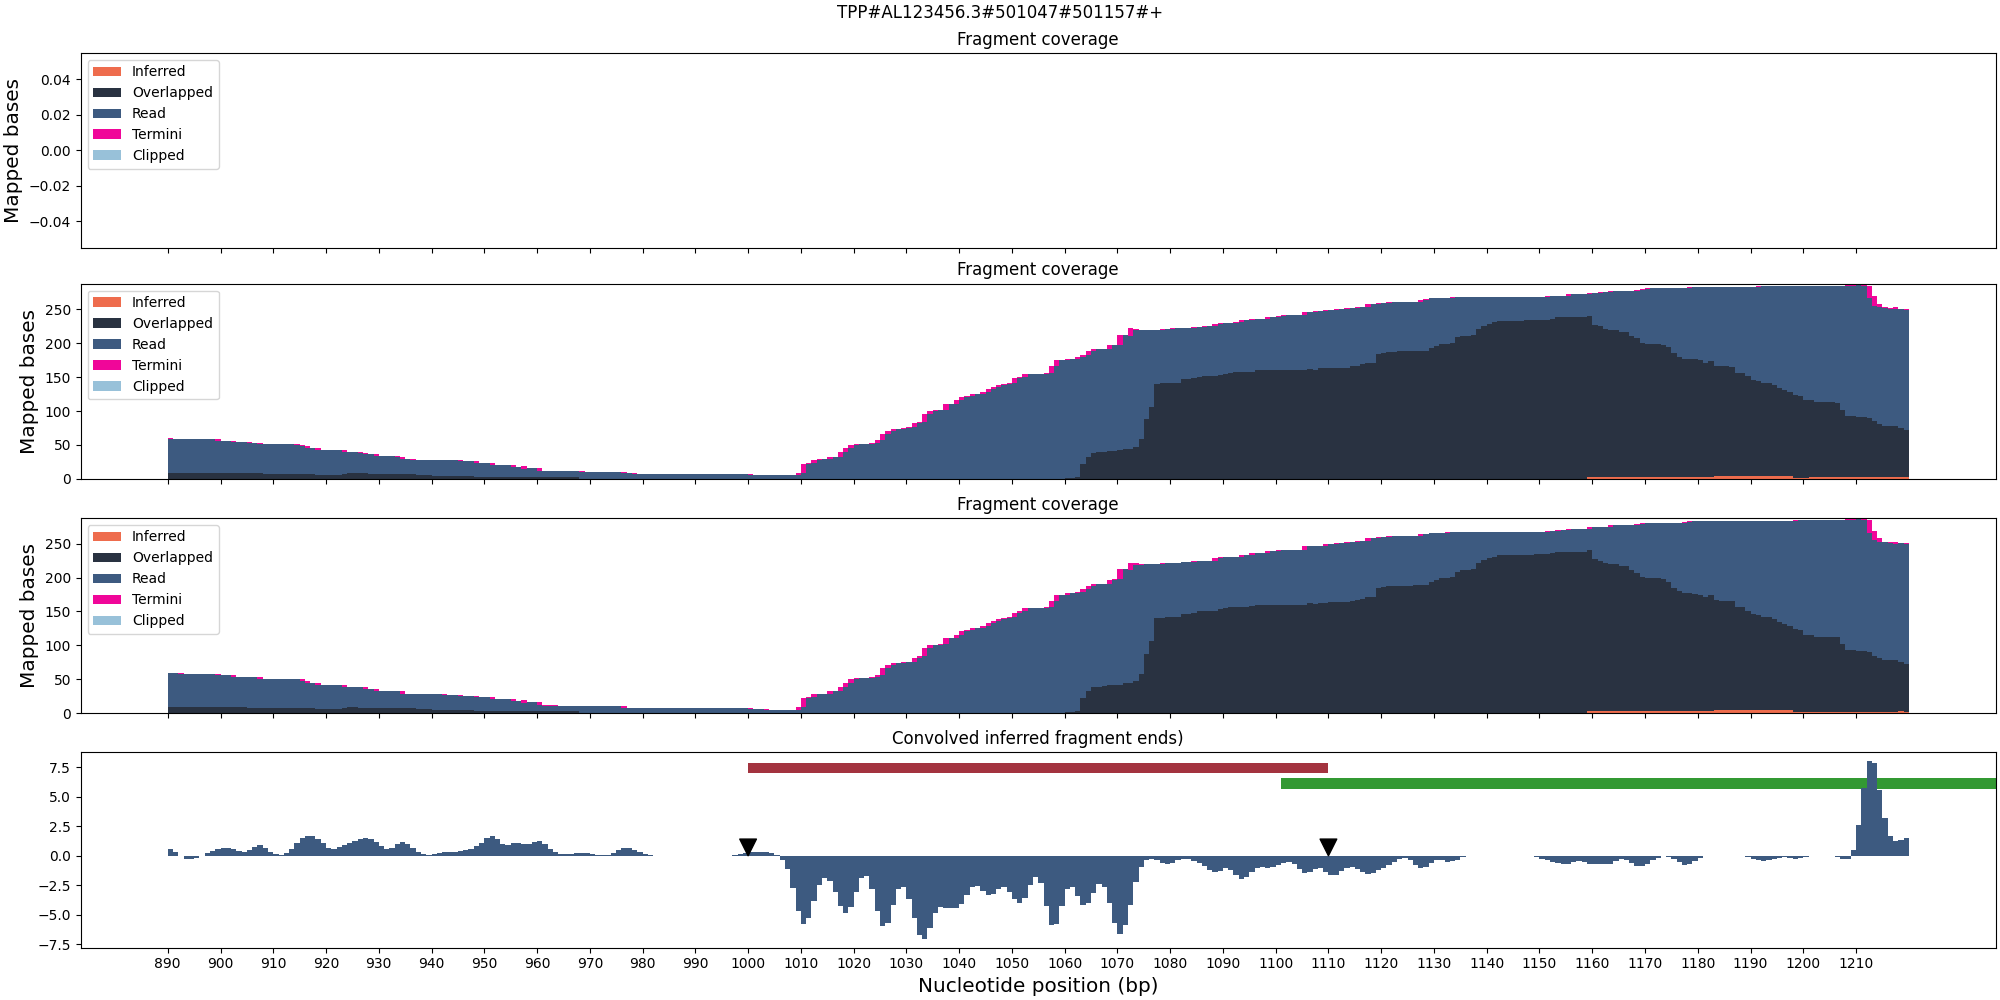 TPP#AL123456.3#501047#501157#+
Fragment coverage
Mapped bases
0.04
0.02
0.00
−0.02
−0.04
Inferred
Overlapped
Read
Termini
Clipped
Fragment coverage
Mapped bases
250
200
150
100
50
0
Inferred
Overlapped
Read
Termini
Clipped
Fragment coverage
Mapped bases
250
200
150
100
50
0
Inferred
Overlapped
Read
Termini
Clipped
Convolved inferred fragment ends)
7.5
5.0
2.5
0.0
−2.5
−5.0
−7.5
890 900 910 920 930 940 950 960 970 980 990 1000 1010 1020 1030 1040 1050 1060 1070 1080 1090 1100 1110 1120 1130 1140 1150 1160 1170 1180 1190 1200 1210
Nucleotide position (bp)